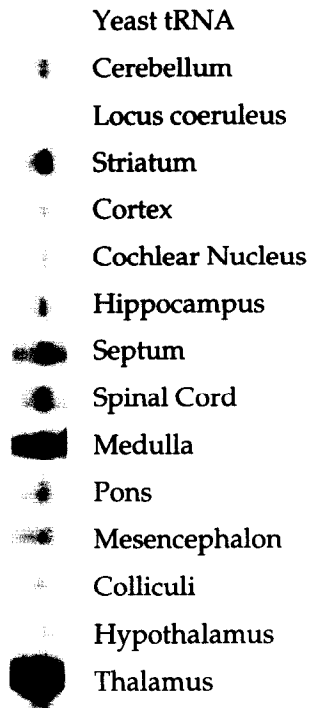 Yeast tRNA
Cerebellum
Locus coeruleus
Striatum
Cortex
Cochlear Nucleus
Hippocampus
Septum
Spinal Cord
Medulla
Pons
Mesencephalon
Colliculi
Hypothalamus
Thalamus